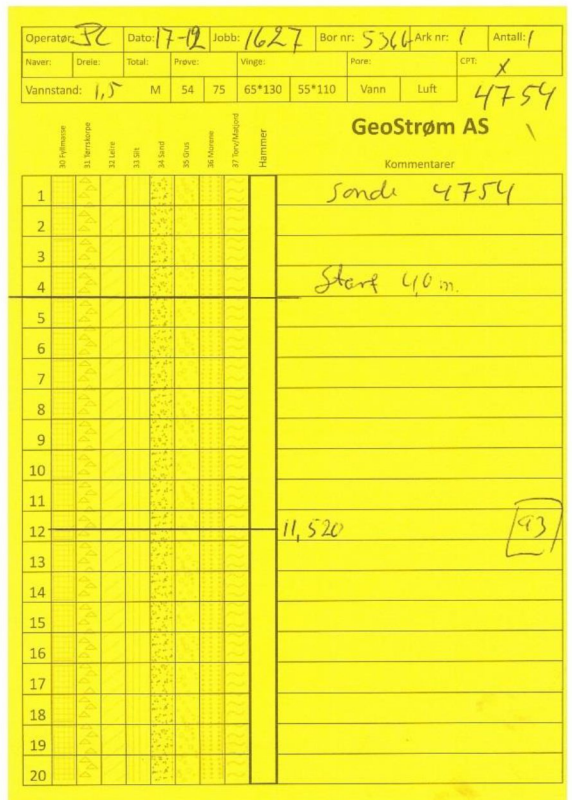 Operatør: PC Dato: 17-12 Jobb: 1627 Bor nr: 5366 Ark nr: 1 Antall: 1
Naver: Dreie: Total: Prøve: Vinge: Pore: CPT: X
Vannstand: 1,5 M 54 75 65*130 55*110 Vann Luft 4754
30 Fyllmasse
31 Tørrskorpe
32 Leire
33 Silt
34 Sand
35 Grus
36 Morene
37 Torv/Matjord
Hammer
GeoStrøm AS
Kommentarer
1 Sonde 4754
2
3
4 Start 4,0 m.
5
6
7
8
9
10
11
12 11,520 93
13
14
15
16
17
18
19
20